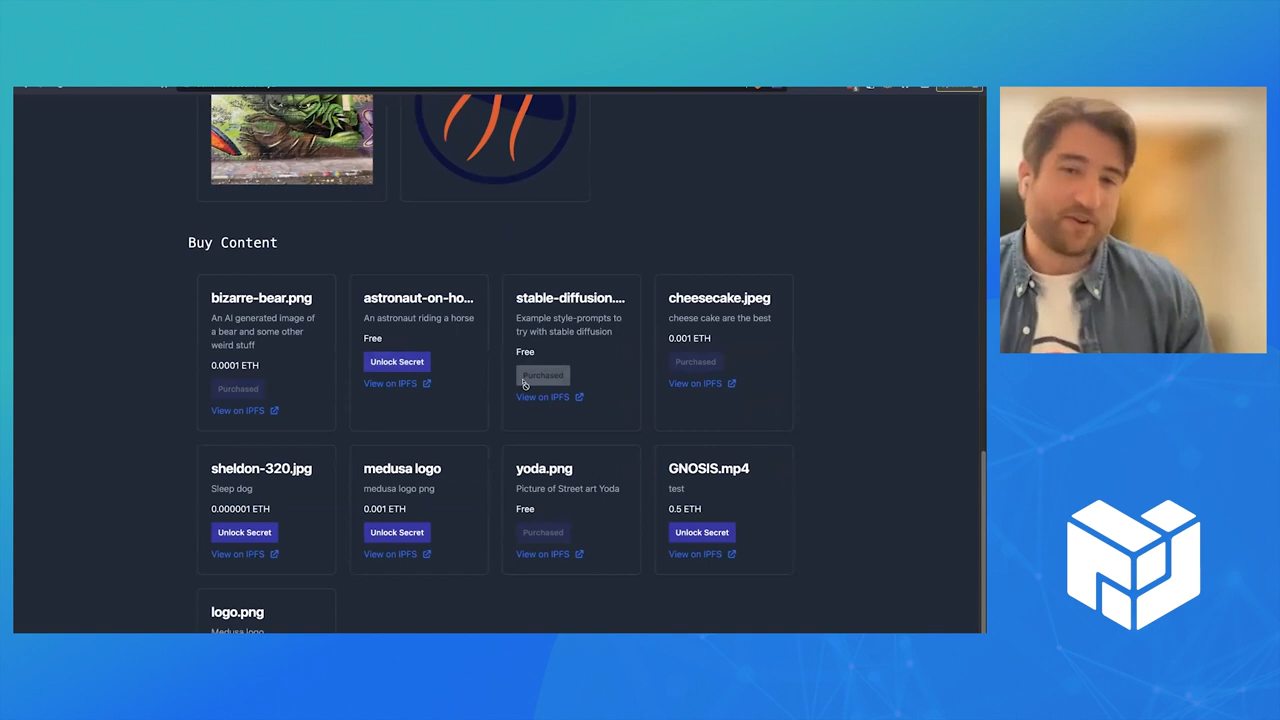 Buy Content
bizarre-bear.png
An AI generated image of
a bear and some other
weird stuff
0.0001 ETH
Purchased
View on IPFS
astronaut-on-ho...
An astronaut riding a horse
Free
Unlock Secret
View on IPFS
stable-diffusion....
Example style-prompts to
try with stable diffusion
Free
Purchased
View on IPFS
cheesecake.jpeg
cheese cake are the best
0.001 ETH
Purchased
View on IPFS
sheldon-320.jpg
Sleep dog
0.000001 ETH
Unlock Secret
View on IPFS
medusa logo
medusa logo png
0.001 ETH
Unlock Secret
View on IPFS
yoda.png
Picture of Street art Yoda
Free
Purchased
View on IPFS
GNOSIS.mp4
test
0.5 ETH
Unlock Secret
View on IPFS
logo.png
Medusa logo